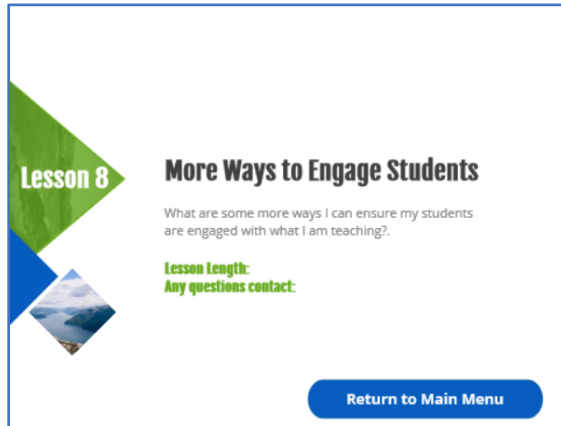 Lesson 8
More Ways to Engage Students
What are some more ways I can ensure my students
are engaged with what I am teaching?.
Lesson Length:
Any questions contact:
Return to Main Menu